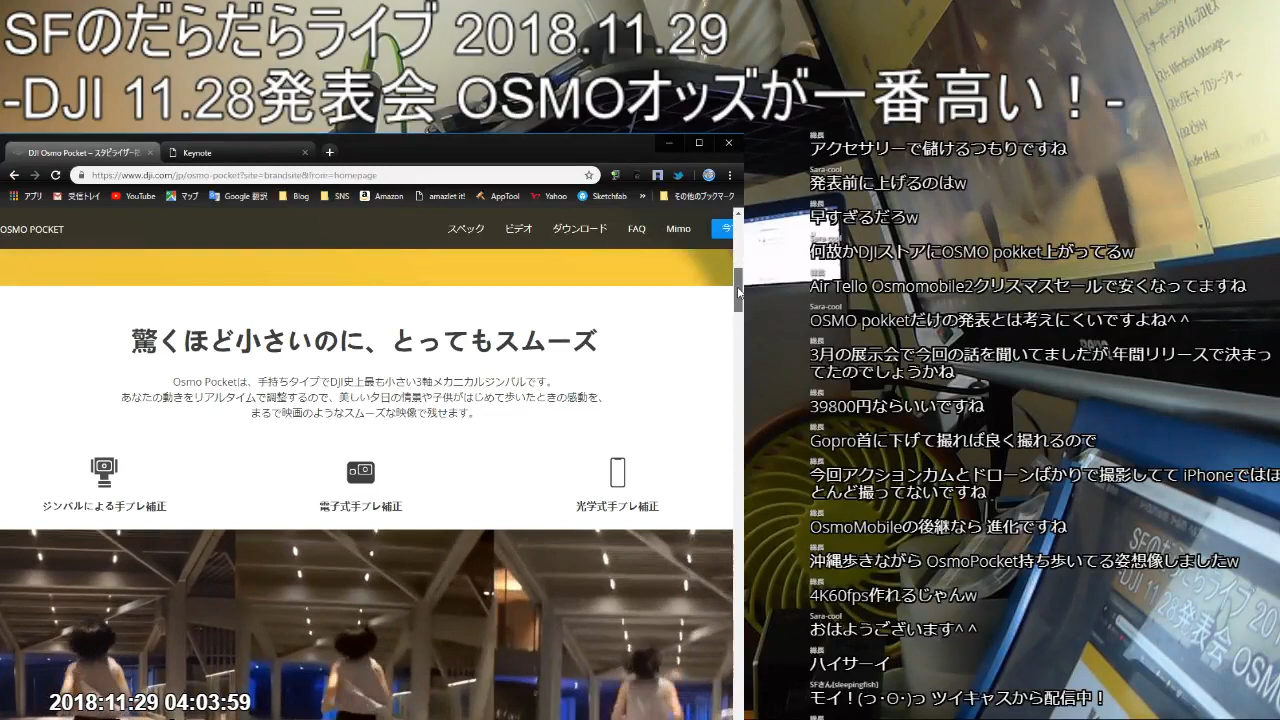 SFのだらだらライブ 2018.11.29
-DJI 11.28発表会 OSMOオッズが一番高い！-
DJI Osmo Pocket – スタビライザー
Keynote
https://www.dji.com/jp/osmo-pocket?site=brandsite&from=homepage
アプリ 受信トレイ YouTube マップ Google 翻訳 Blog SNS Amazon amazlet it! AppTool Yahoo Sketchfab » その他のブックマーク
OSMO POCKET スペック ビデオ ダウンロード FAQ Mimo 今
驚くほど小さいのに、とってもスムーズ
Osmo Pocketは、手持ちタイプでDJI史上最も小さい3軸メカニカルジンバルです。
あなたの動きをリアルタイムで調整するので、美しい夕日の情景や子供がはじめて歩いたときの感動を、
まるで映画のようなスムーズな映像で残せます。
ジンバルによる手ブレ補正 電子式手ブレ補正 光学式手ブレ補正
2018:11:29 04:03:59
総長
アクセサリーで儲けるつもりですね
Sara-cool
発表前に上げるのはw
総長
早すぎるだろw
何故かDJIストアにOSMO pokket上がってるw
総長
Air Tello Osmomobile2クリスマスセールで安くなってますね
Sara-cool
OSMO pokketだけの発表とは考えにくいですよね^ ^
総長
3月の展示会で今回の話を聞いてましたが 年間リリースで決まっ
てたのでしょうかね
総長
39800円ならいいですね
総長
Gopro首に下げて撮れば良く撮れるので
総長
今回アクションカムとドローンばかりで撮影してて iPhoneではほ
とんど撮ってないですね
総長
OsmoMobileの後継なら 進化ですね
総長
沖縄歩きながら OsmoPocket持ち歩いてる姿想像しましたw
総長
4K60fps作れるじゃんw
Sara-cool
おはようございます^ ^
総長
ハイサーイ
SFさん[sleepingfish]
モイ！(っ･Θ･)っ ツイキャスから配信中！
総長